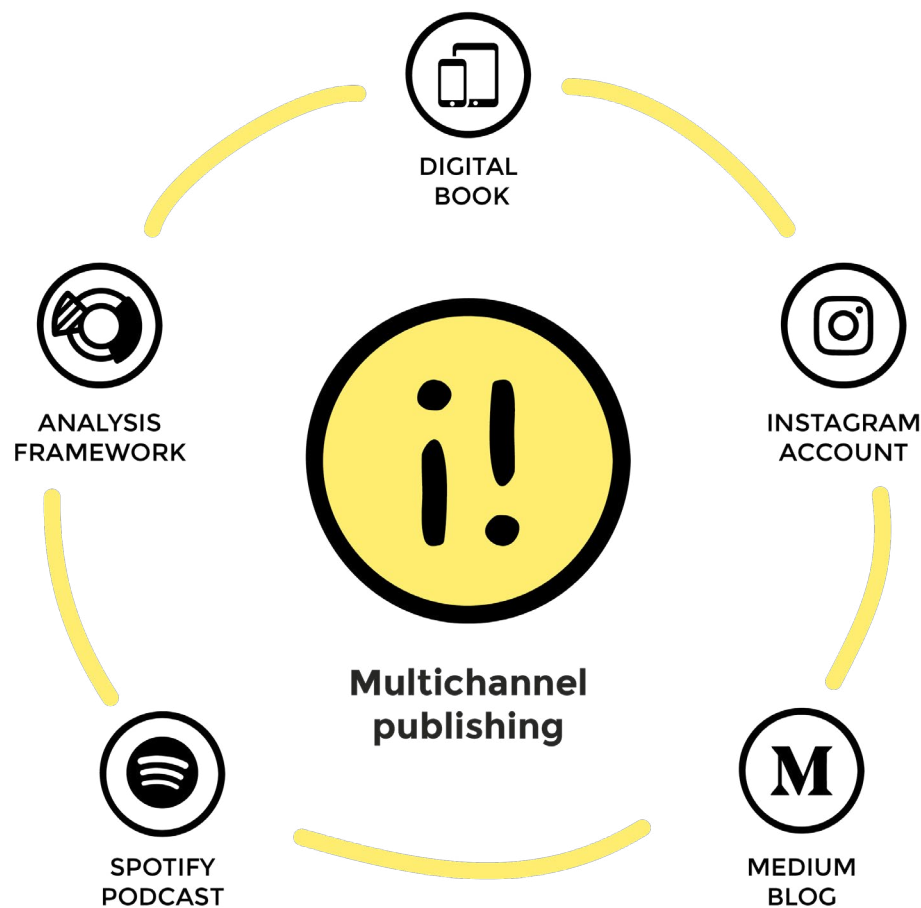 DIGITAL
BOOK
ANALYSIS
FRAMEWORK
INSTAGRAM
ACCOUNT
i!
Multichannel
publishing
M
SPOTIFY
PODCAST
MEDIUM
BLOG